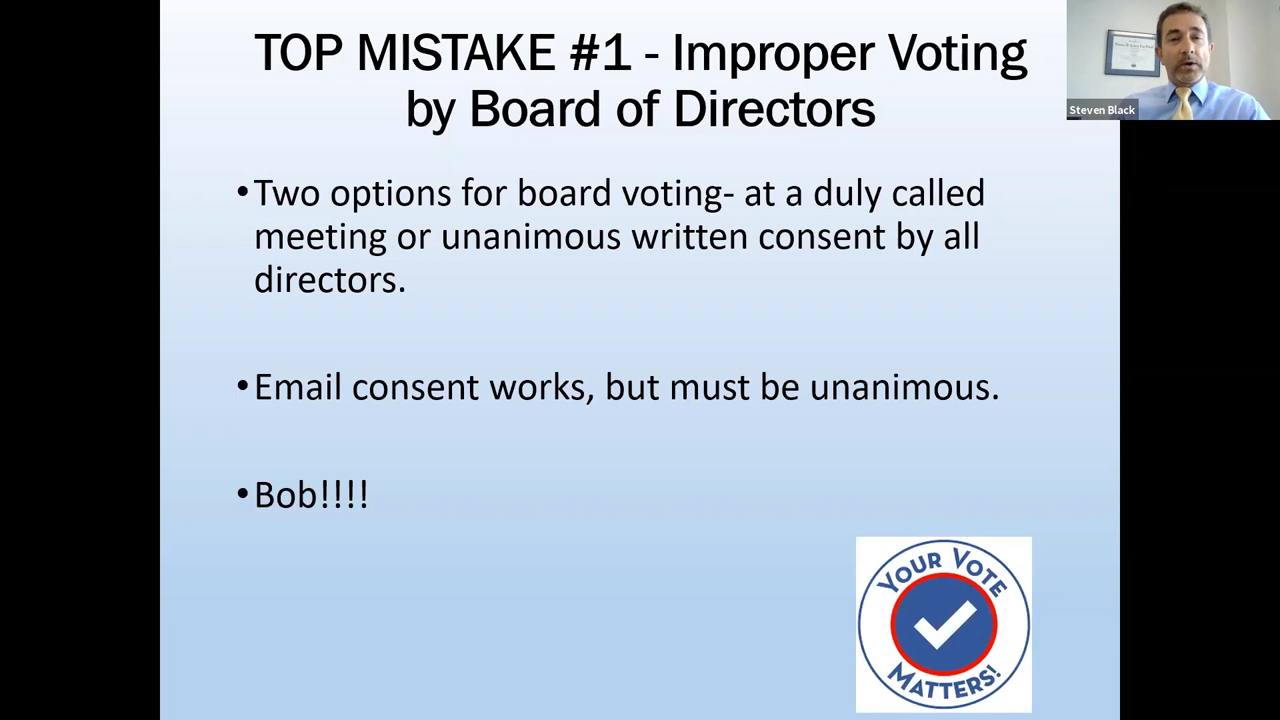 TOP MISTAKE #1 - Improper Voting
by Board of Directors
Steven Black
•Two options for board voting- at a duly called
meeting or unanimous written consent by all
directors.
•Email consent works, but must be unanimous.
•Bob!!!!
YOUR VOTE
MATTERS!